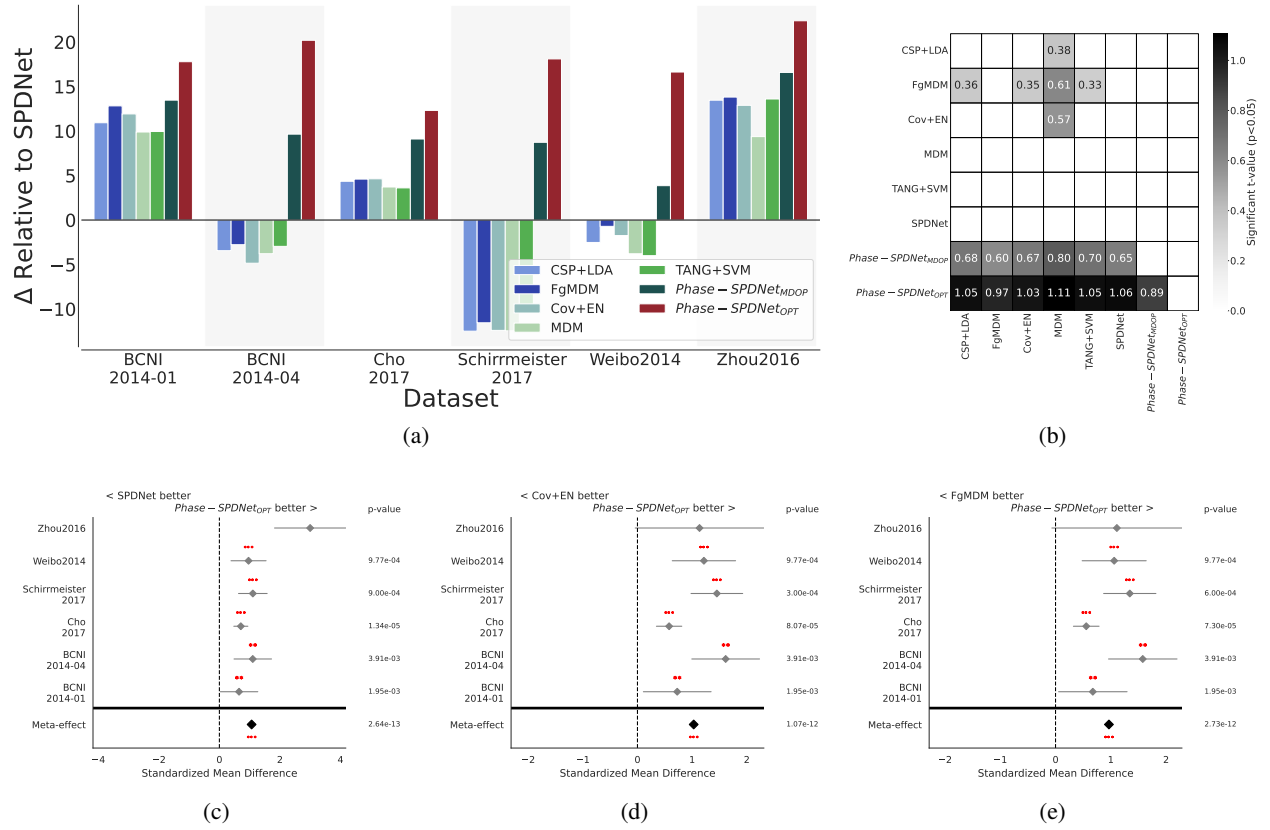 Δ Relative to SPDNet
20
15
10
5
0
−5
−10
CSP+LDA
FgMDM
Cov+EN
MDM
TANG+SVM
Phase−SPDNet_MDOP
Phase−SPDNet_OPT
BCNI
2014-01
BCNI
2014-04
Cho
2017
Schirrmeister
2017
Weibo2014
Zhou2016
Dataset
(a)
CSP+LDA
FgMDM
Cov+EN
MDM
TANG+SVM
SPDNet
Phase−SPDNet_MDOP
Phase−SPDNet_OPT
0.38
0.36 0.35 0.61 0.33
0.57
0.68 0.60 0.67 0.80 0.70 0.65
1.05 0.97 1.03 1.11 1.05 1.06 0.89
CSP+LDA
FgMDM
Cov+EN
MDM
TANG+SVM
SPDNet
Phase−SPDNet_MDOP
Phase−SPDNet_OPT
1.0
0.8
0.6
0.4
0.2
0.0
Significant t-value (p<0.05)
(b)
< SPDNet better
Phase−SPDNet_OPT better >
p-value
Zhou2016
Weibo2014 9.77e-04
Schirrmeister
2017 9.00e-04
Cho
2017 1.34e-05
BCNI
2014-04 3.91e-03
BCNI
2014-01 1.95e-03
Meta-effect 2.64e-13
−4 −2 0 2 4
Standardized Mean Difference
(c)
< Cov+EN better
Phase−SPDNet_OPT better >
p-value
Zhou2016
Weibo2014 9.77e-04
Schirrmeister
2017 3.00e-04
Cho
2017 8.07e-05
BCNI
2014-04 3.91e-03
BCNI
2014-01 1.95e-03
Meta-effect 1.07e-12
−2 −1 0 1 2
Standardized Mean Difference
(d)
< FgMDM better
Phase−SPDNet_OPT better >
p-value
Zhou2016
Weibo2014 9.77e-04
Schirrmeister
2017 6.00e-04
Cho
2017 7.30e-05
BCNI
2014-04 3.91e-03
BCNI
2014-01 1.95e-03
Meta-effect 2.73e-12
−2 −1 0 1 2
Standardized Mean Difference
(e)